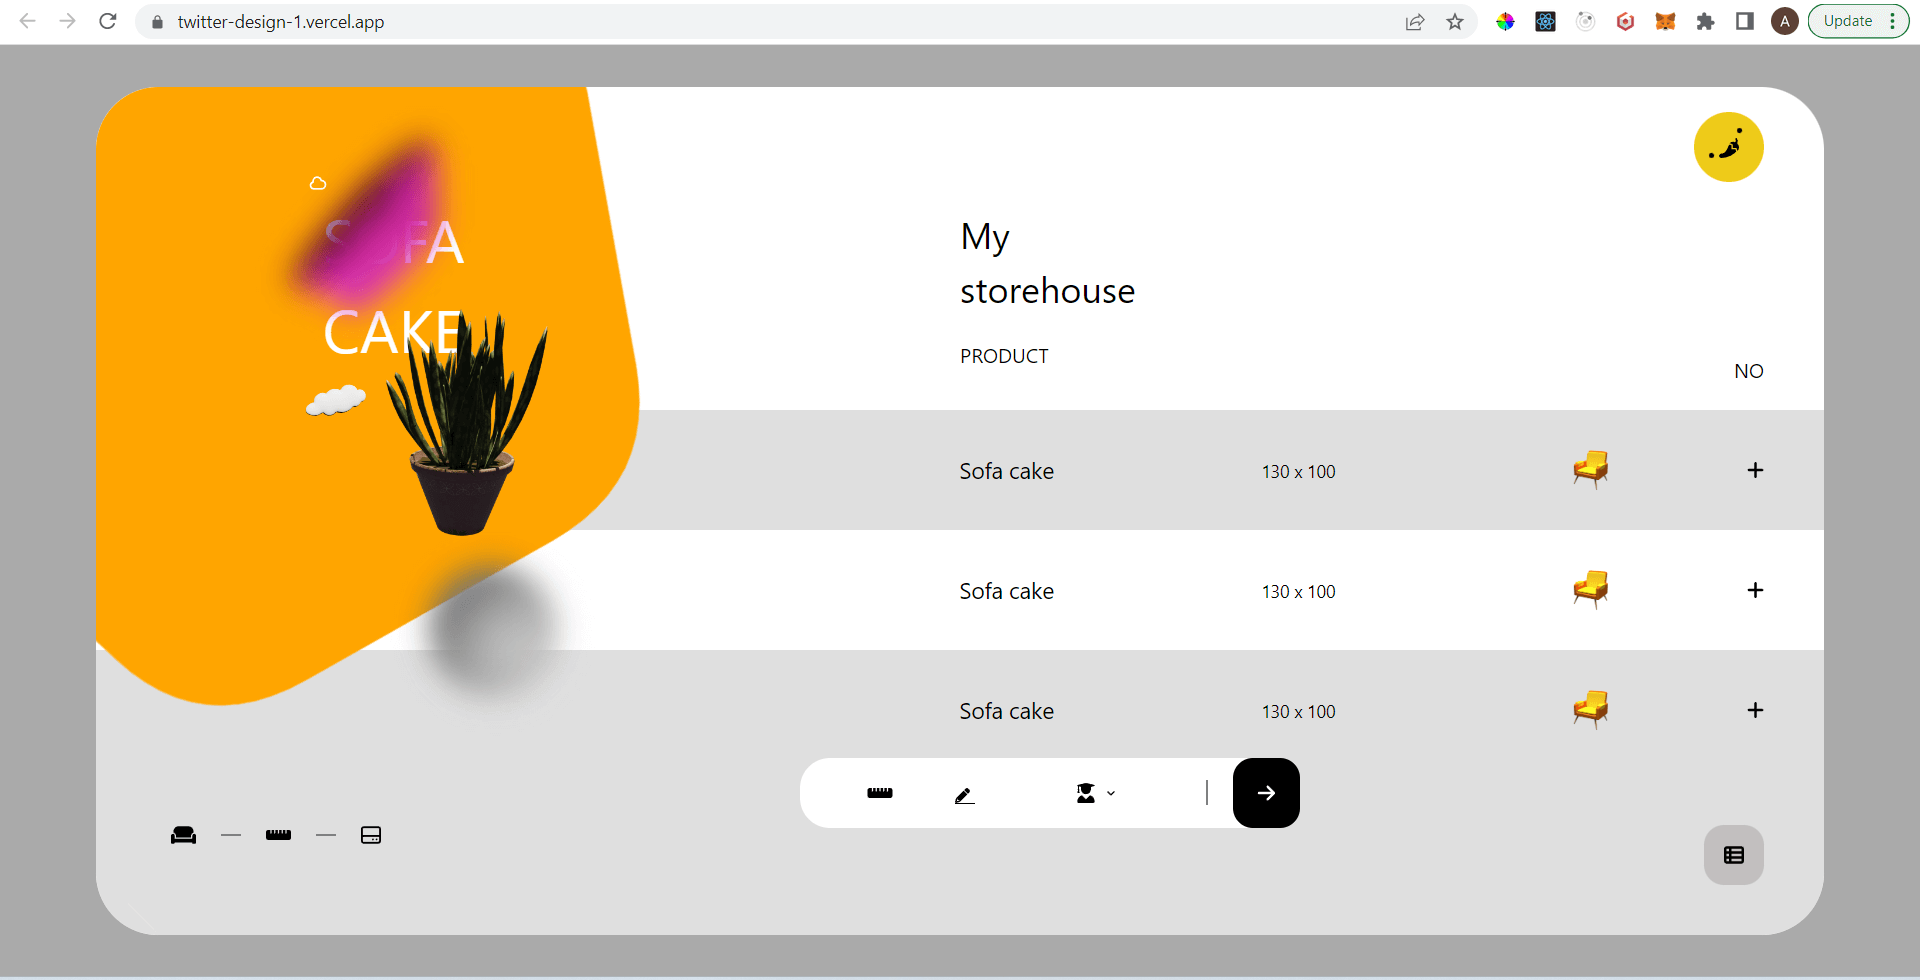 twitter-design-1.vercel.app
A
Update
SOFA
CAKE
My
storehouse
PRODUCT
NO
Sofa cake 130 x 100 +
Sofa cake 130 x 100 +
Sofa cake 130 x 100 +